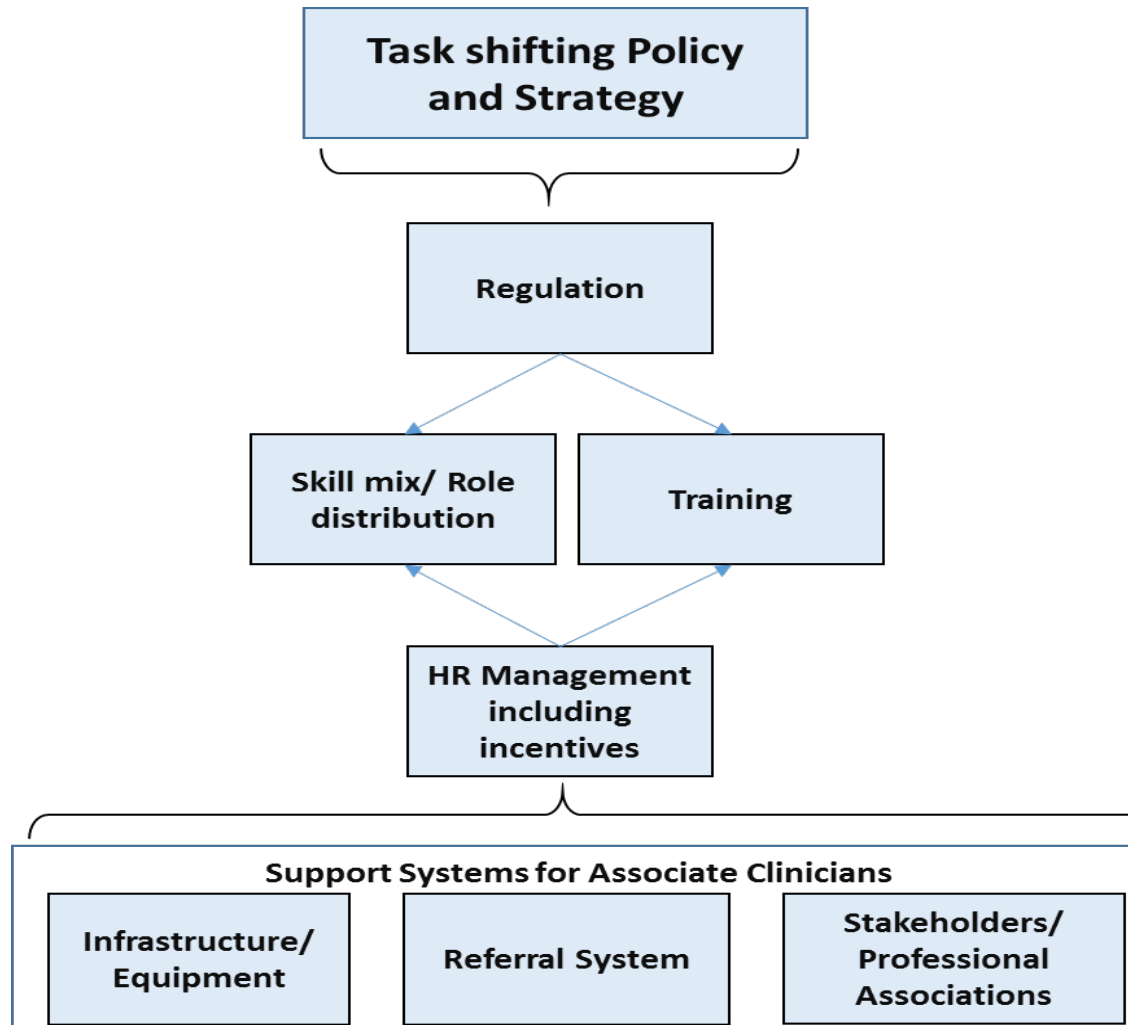 Task shifting Policy
and Strategy
Regulation
Skill mix/ Role
distribution
Training
HR Management
including
incentives
Support Systems for Associate Clinicians
Infrastructure/
Equipment
Referral System
Stakeholders/
Professional
Associations